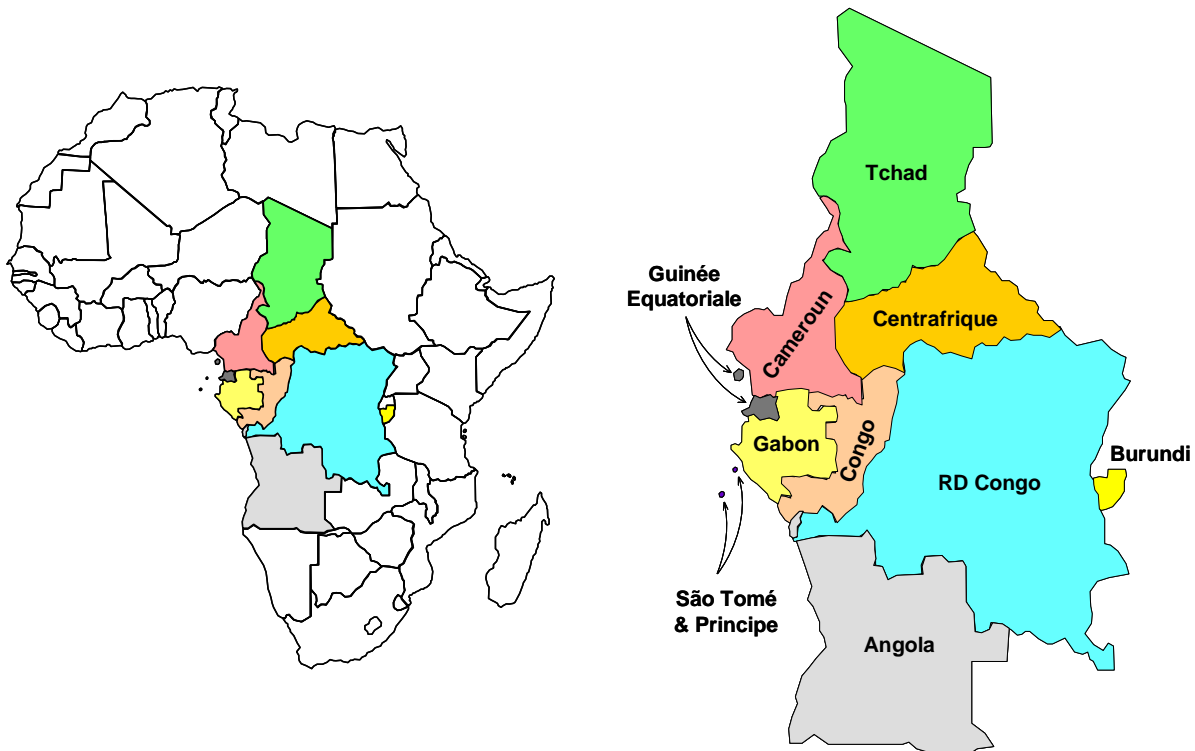 Tchad
Guinée
Equatoriale
Centrafrique
Cameroun
Gabon
Congo
Burundi
RD Congo
São Tomé
& Principe
Angola